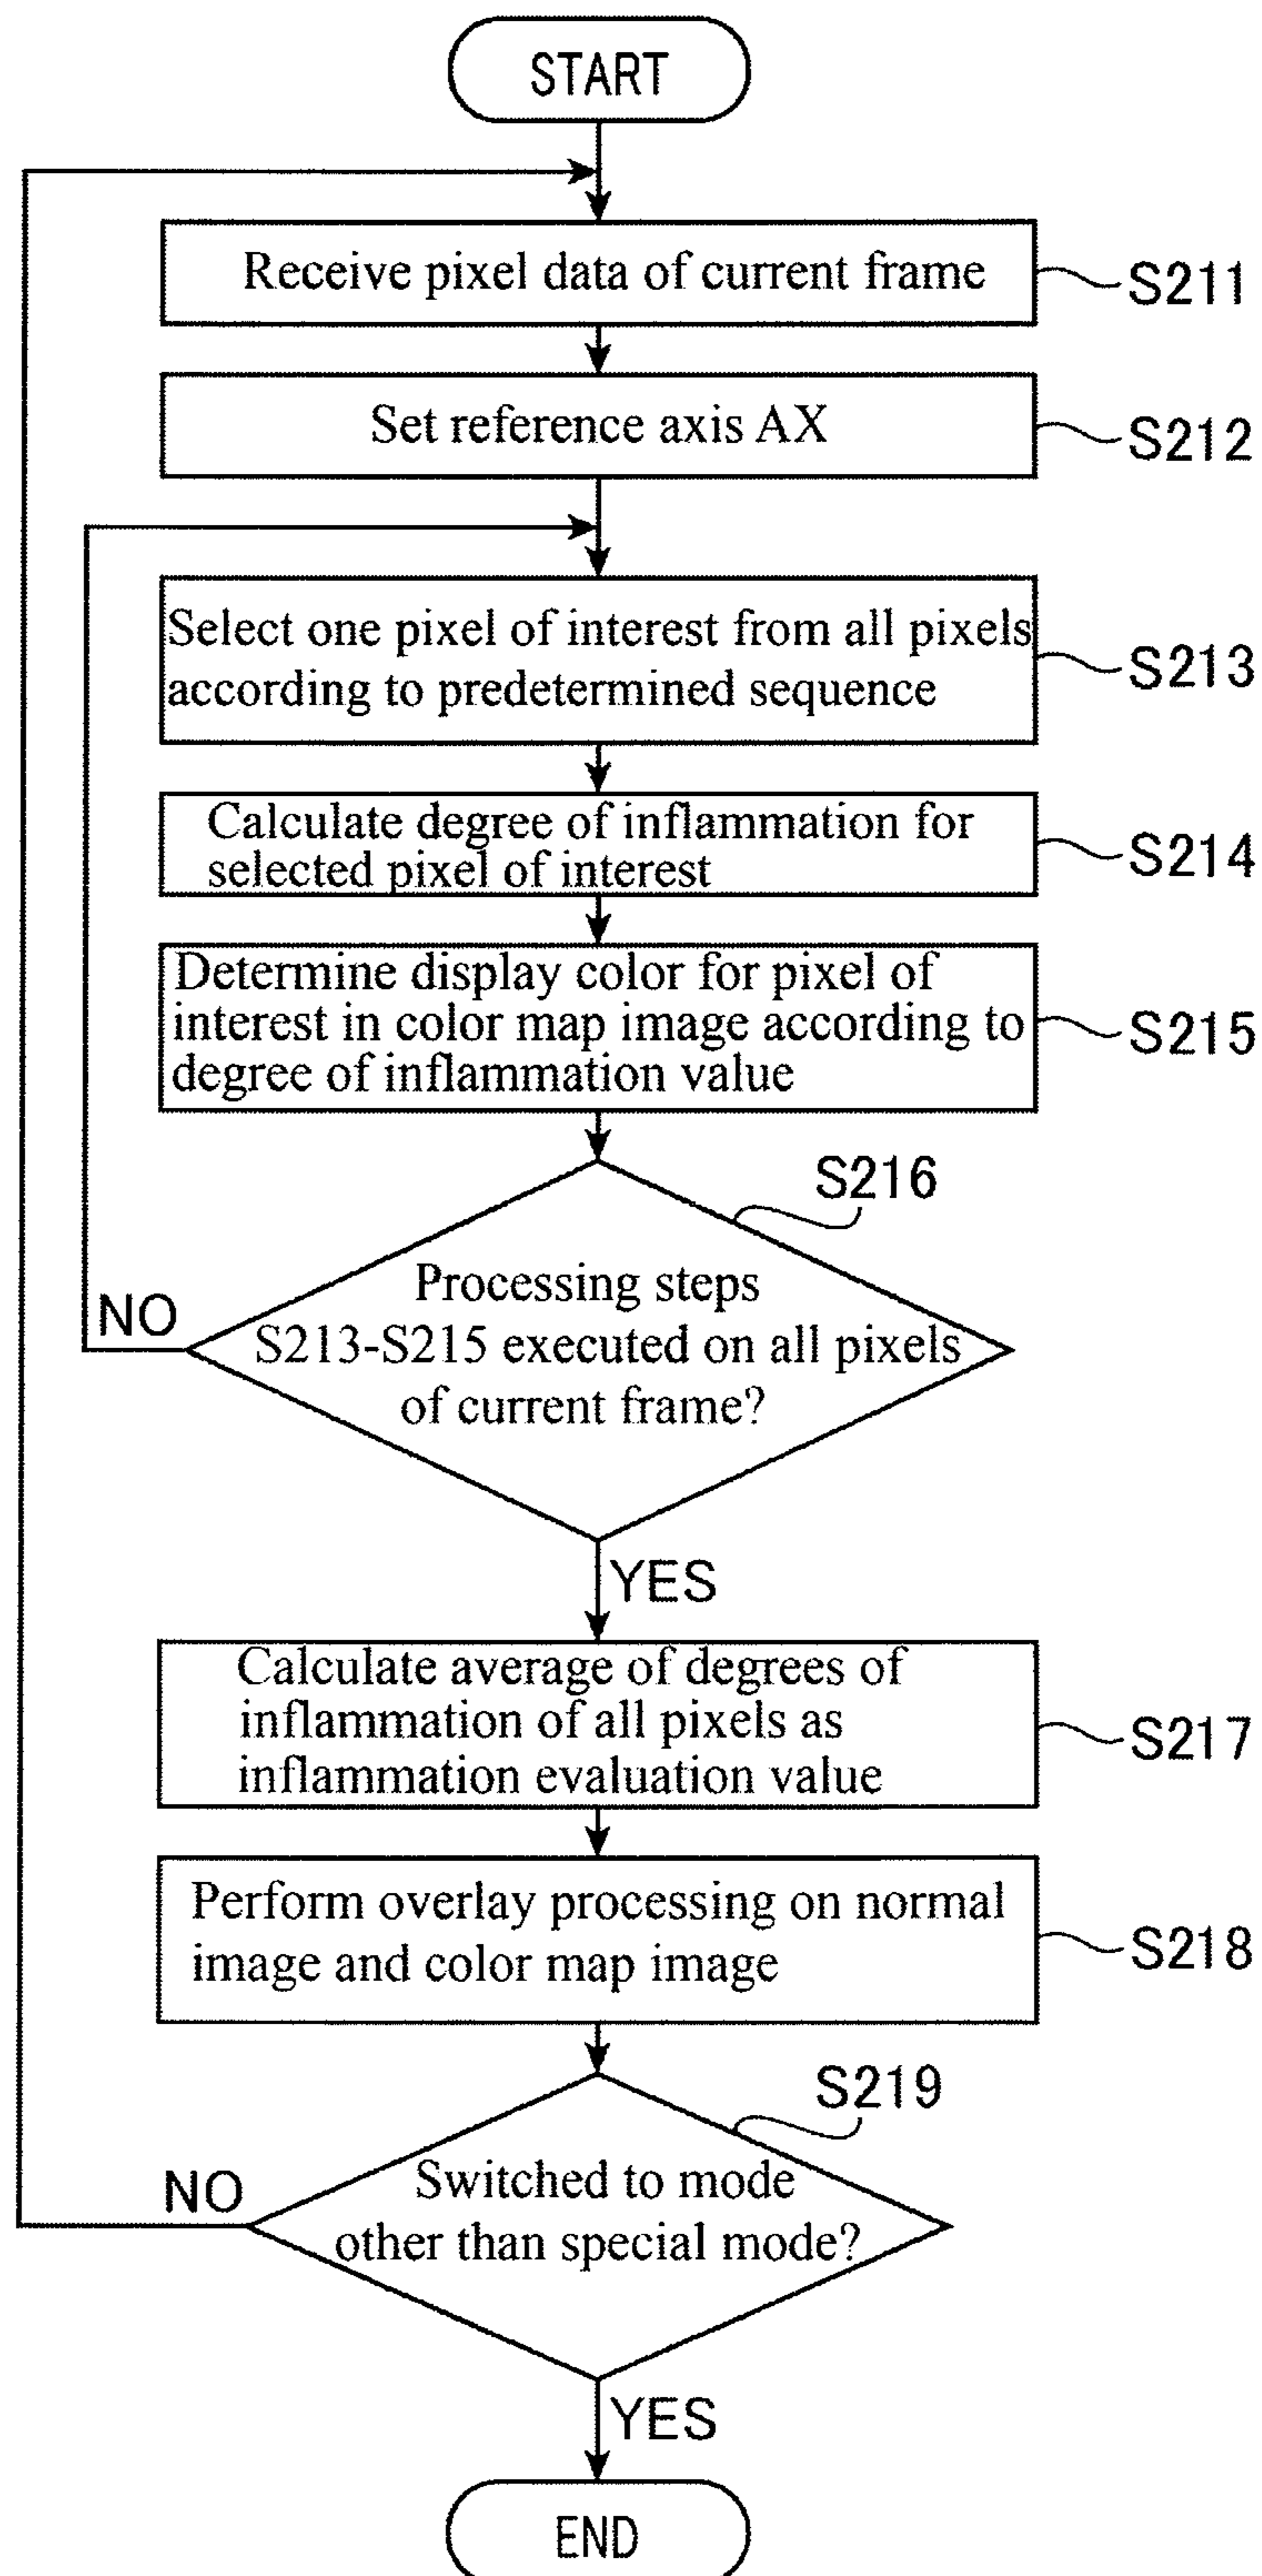 START
Receive pixel data of current frame
S211
Set reference axis AX
S212
Select one pixel of interest from all pixels
according to predetermined sequence
S213
Calculate degree of inflammation for
selected pixel of interest
S214
Determine display color for pixel of
interest in color map image according to
degree of inflammation value
S215
S216
Processing steps
S213-S215 executed on all pixels
of current frame?
NO
YES
Calculate average of degrees of
inflammation of all pixels as
inflammation evaluation value
S217
Perform overlay processing on normal
image and color map image
S218
S219
Switched to mode
other than special mode?
NO
YES
END